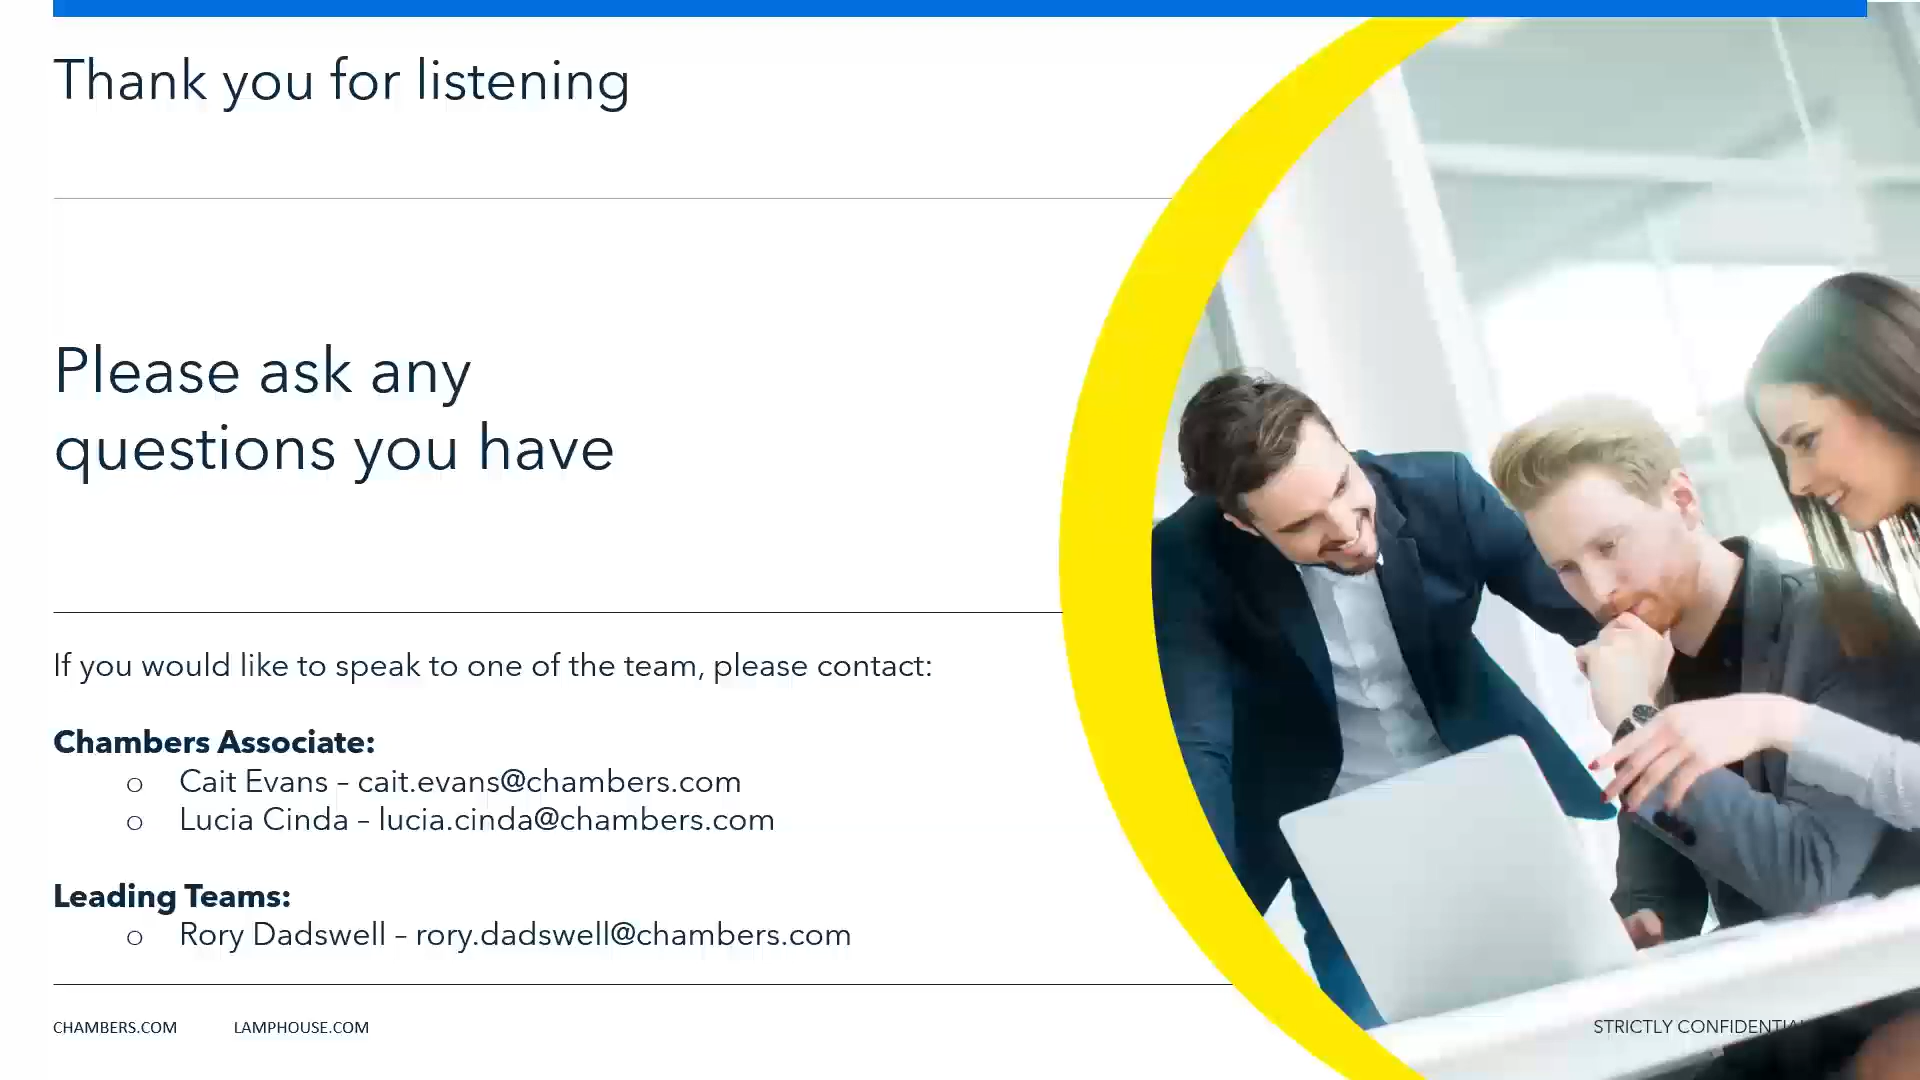 Thank you for listening
Please ask any
questions you have
If you would like to speak to one of the team, please contact:
Chambers Associate:
o Cait Evans – cait.evans@chambers.com
o Lucia Cinda – lucia.cinda@chambers.com
Leading Teams:
o Rory Dadswell – rory.dadswell@chambers.com
CHAMBERS.COM LAMPHOUSE.COM
STRICTLY